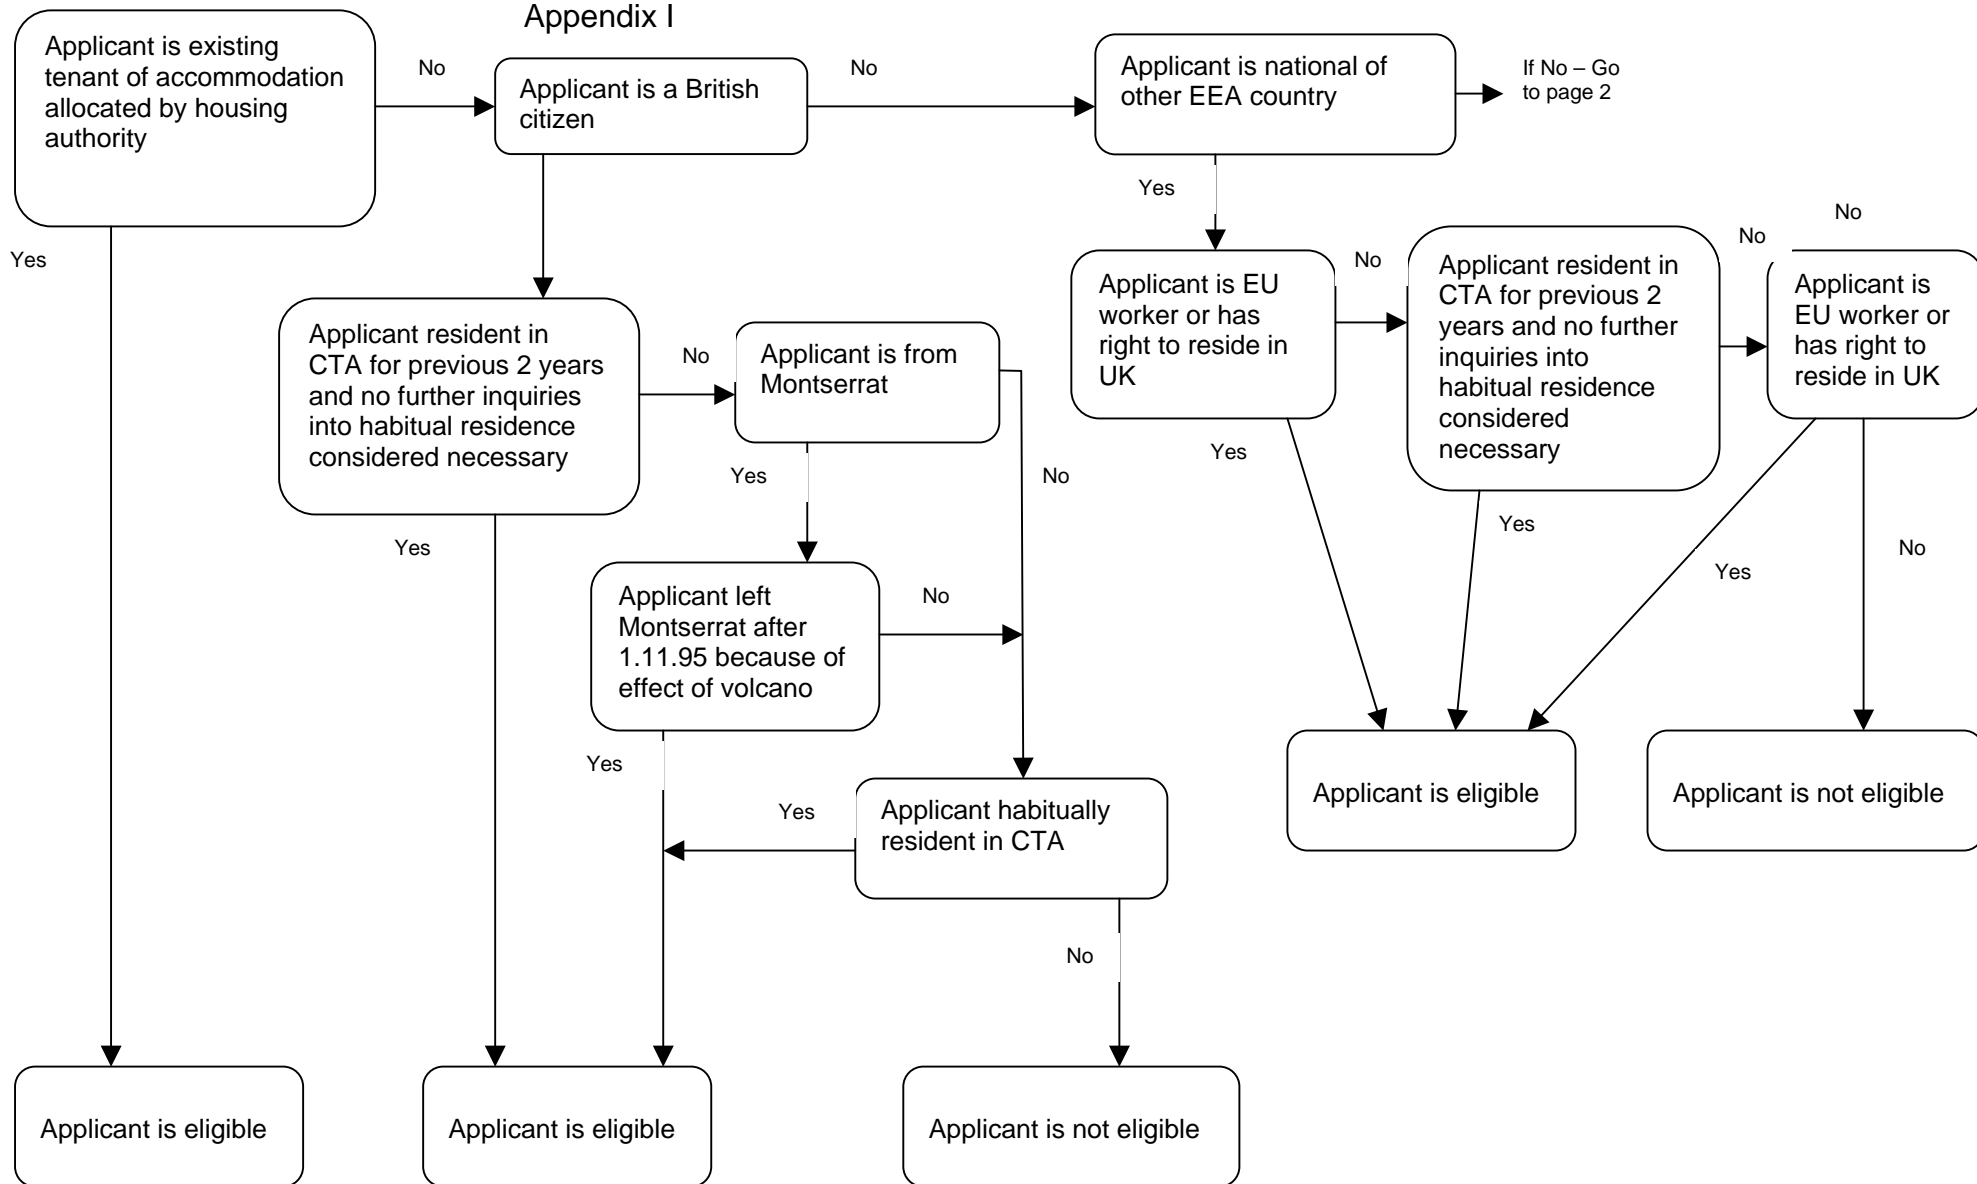 Appendix I
Applicant is existing
tenant of accommodation
allocated by housing
authority
No
Applicant is a British
citizen
No
Applicant is national of
other EEA country
If No – Go
to page 2
Yes
Yes
Applicant resident in
CTA for previous 2 years
and no further inquiries
into habitual residence
considered necessary
No
Applicant is from
Montserrat
Yes
No
Applicant is EU
worker or has
right to reside in
UK
No
Applicant resident in
CTA for previous 2
years and no further
inquiries into
habitual residence
considered
necessary
No
No
Applicant is
EU worker or
has right to
reside in UK
Yes
Yes
Yes
No
Yes
Applicant left
Montserrat after
1.11.95 because of
effect of volcano
No
Yes
Applicant habitually
resident in CTA
Yes
No
Applicant is eligible
Applicant is not eligible
Applicant is eligible
Applicant is eligible
Applicant is not eligible